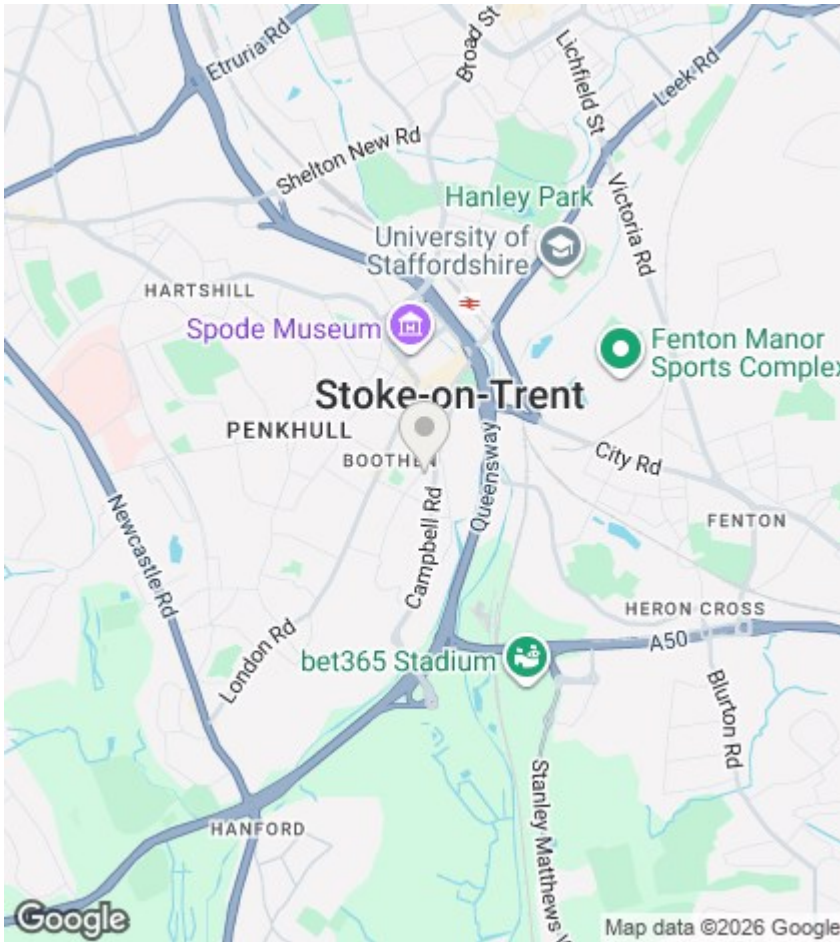 Etruria Rd
Broad St
Lichfield St
Leek Rd
Shelton New Rd
Hanley Park
Victoria Rd
University of
Staffordshire
HARTSHILL
Spode Museum
Fenton Manor
Sports Complex
Stoke-on-Trent
PENKHULL
BOOTHEN
City Rd
Queensway
Newcastle Rd
Campbell Rd
FENTON
HERON CROSS
London Rd
A50
bet365 Stadium
Blurton Rd
Stanley Matthews W
HANFORD
Google
Map data ©2026 Google